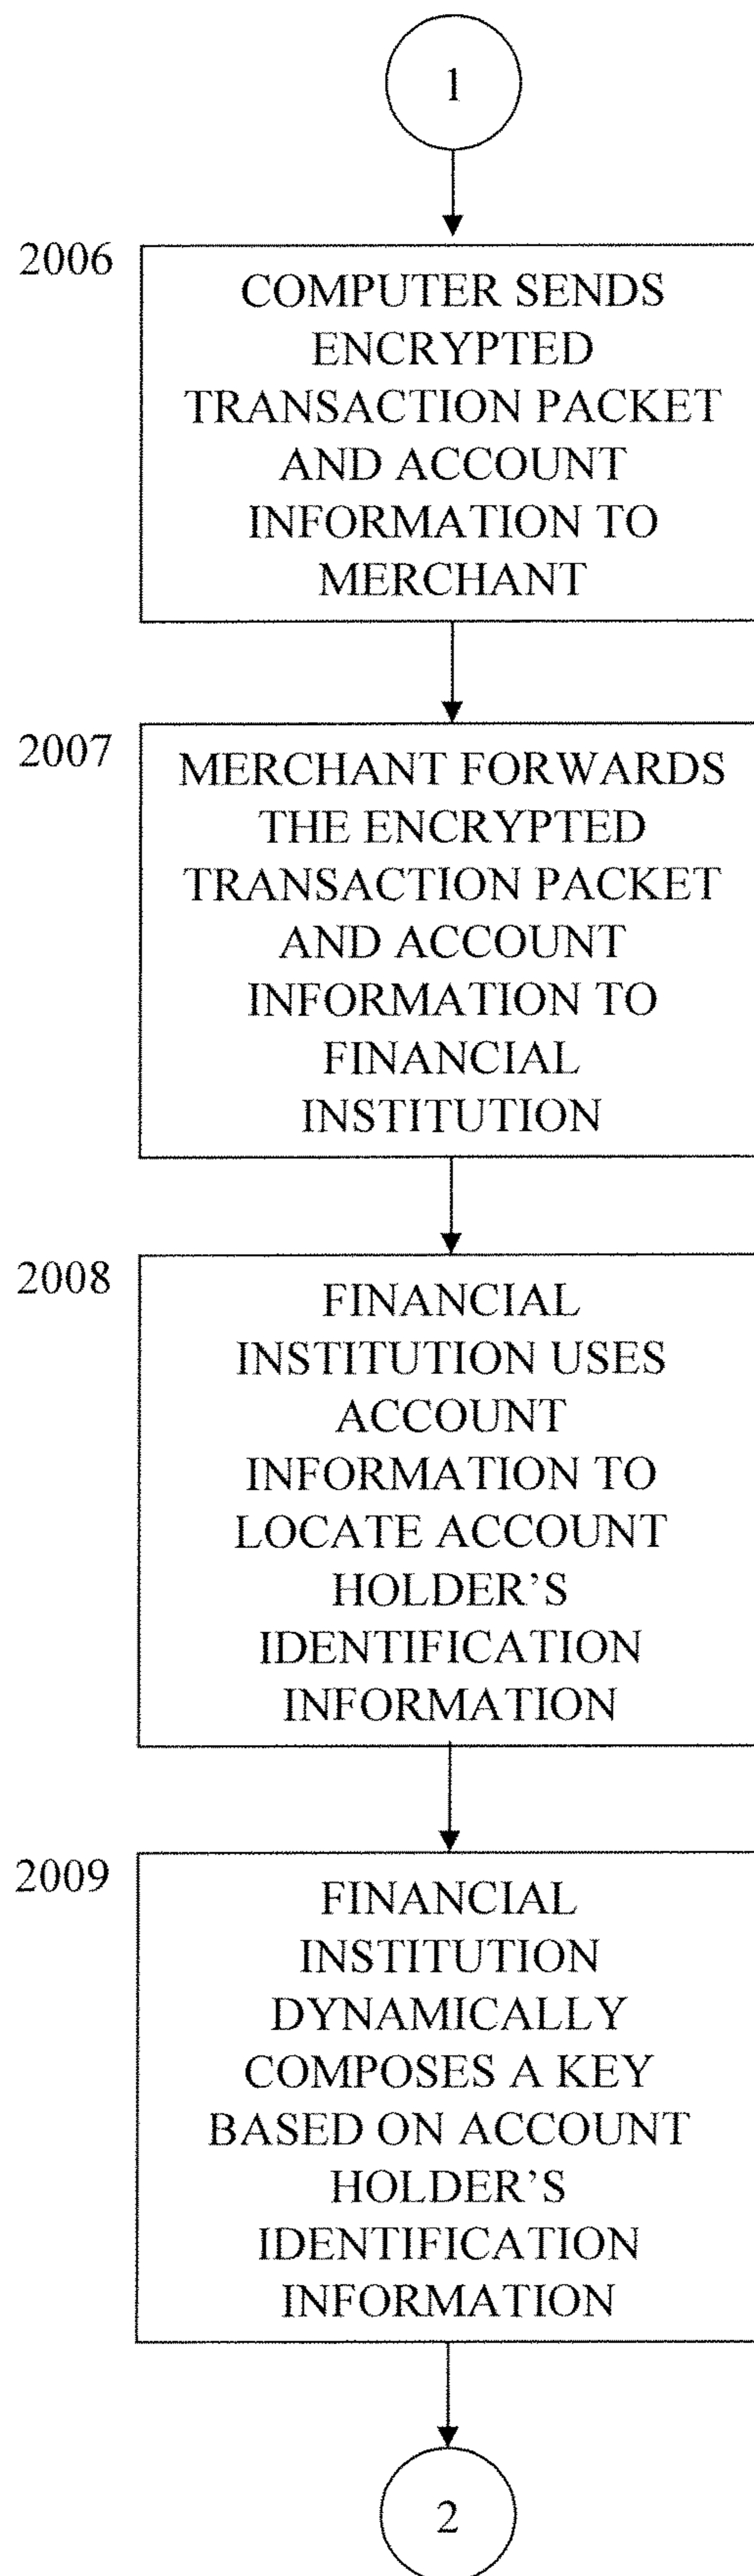 1
2006
COMPUTER SENDS
ENCRYPTED
TRANSACTION PACKET
AND ACCOUNT
INFORMATION TO
MERCHANT
2007
MERCHANT FORWARDS
THE ENCRYPTED
TRANSACTION PACKET
AND ACCOUNT
INFORMATION TO
FINANCIAL
INSTITUTION
2008
FINANCIAL
INSTITUTION USES
ACCOUNT
INFORMATION TO
LOCATE ACCOUNT
HOLDER’S
IDENTIFICATION
INFORMATION
2009
FINANCIAL
INSTITUTION
DYNAMICALLY
COMPOSES A KEY
BASED ON ACCOUNT
HOLDER’S
IDENTIFICATION
INFORMATION
2